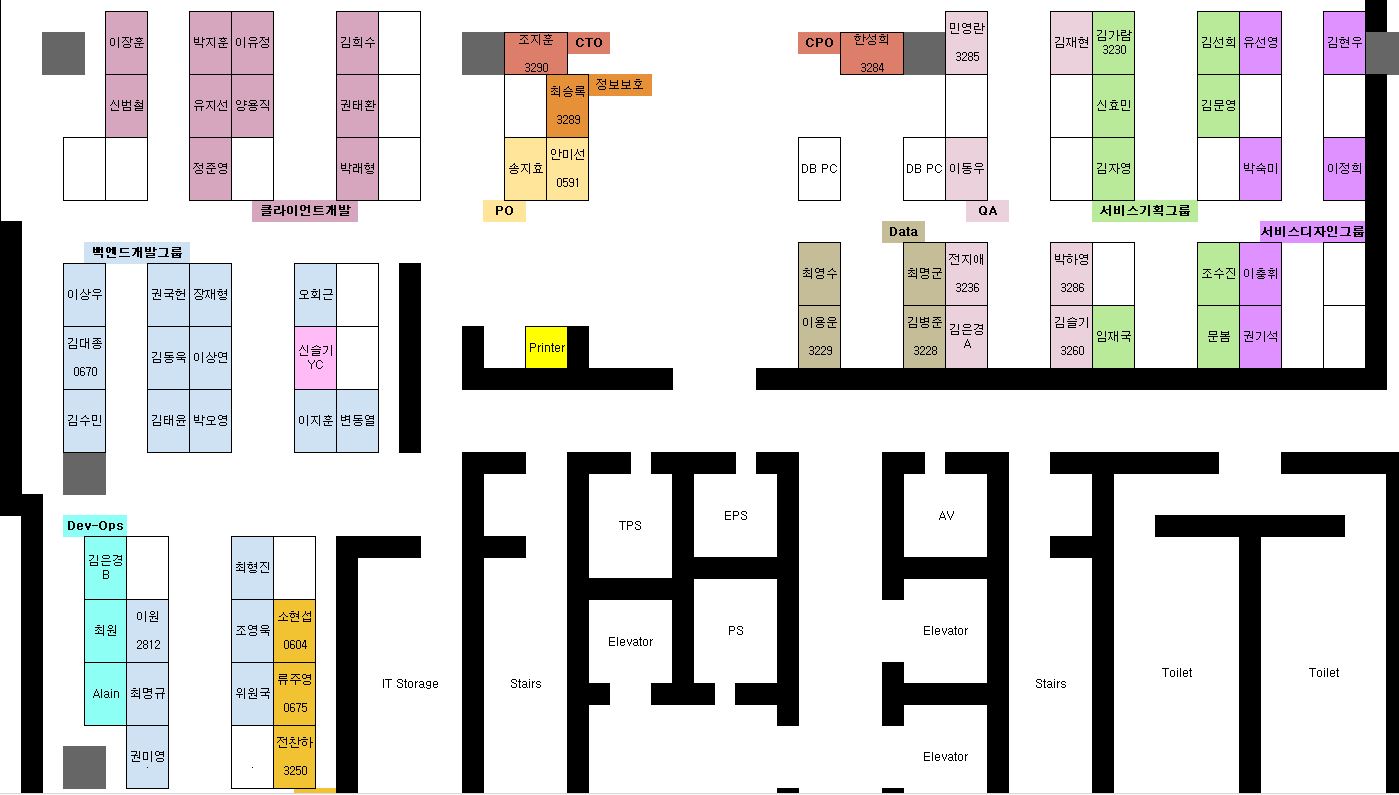 이장훈
박지훈
이유정
김희수
조지훈
3290
CTO
CPO
한성희
3284
민영란
3285
김재현
김가람
3230
김선희
유선영
김현우
신범철
유지선
양용직
권태환
최승록
3289
정보보호
신효민
김문영
정준영
박래형
송지효
안미선
0591
DB PC
DB PC
이동우
김자영
박숙미
이정희
클라이언트개발
PO
QA
서비스기획그룹
Data
서비스디자인그룹
백엔드개발그룹
이상우
권국헌
장재형
오회근
최영수
최명군
전지애
3236
박하영
3286
조수진
이충휘
김대종
0670
김동욱
이상연
신슬기
YC
Printer
이용운
3229
김병준
3228
김은경
A
김슬기
3260
임재국
문봄
권기석
김수민
김태윤
박오영
이지훈
변동열
Dev-Ops
TPS
EPS
AV
김은경
B
최형진
최원
이원
2812
조영욱
소현섭
0604
Elevator
PS
Elevator
Alain
최명규
위원국
류주영
0675
IT Storage
Stairs
Stairs
Toilet
Toilet
권미영
.
.
전찬하
3250
Elevator